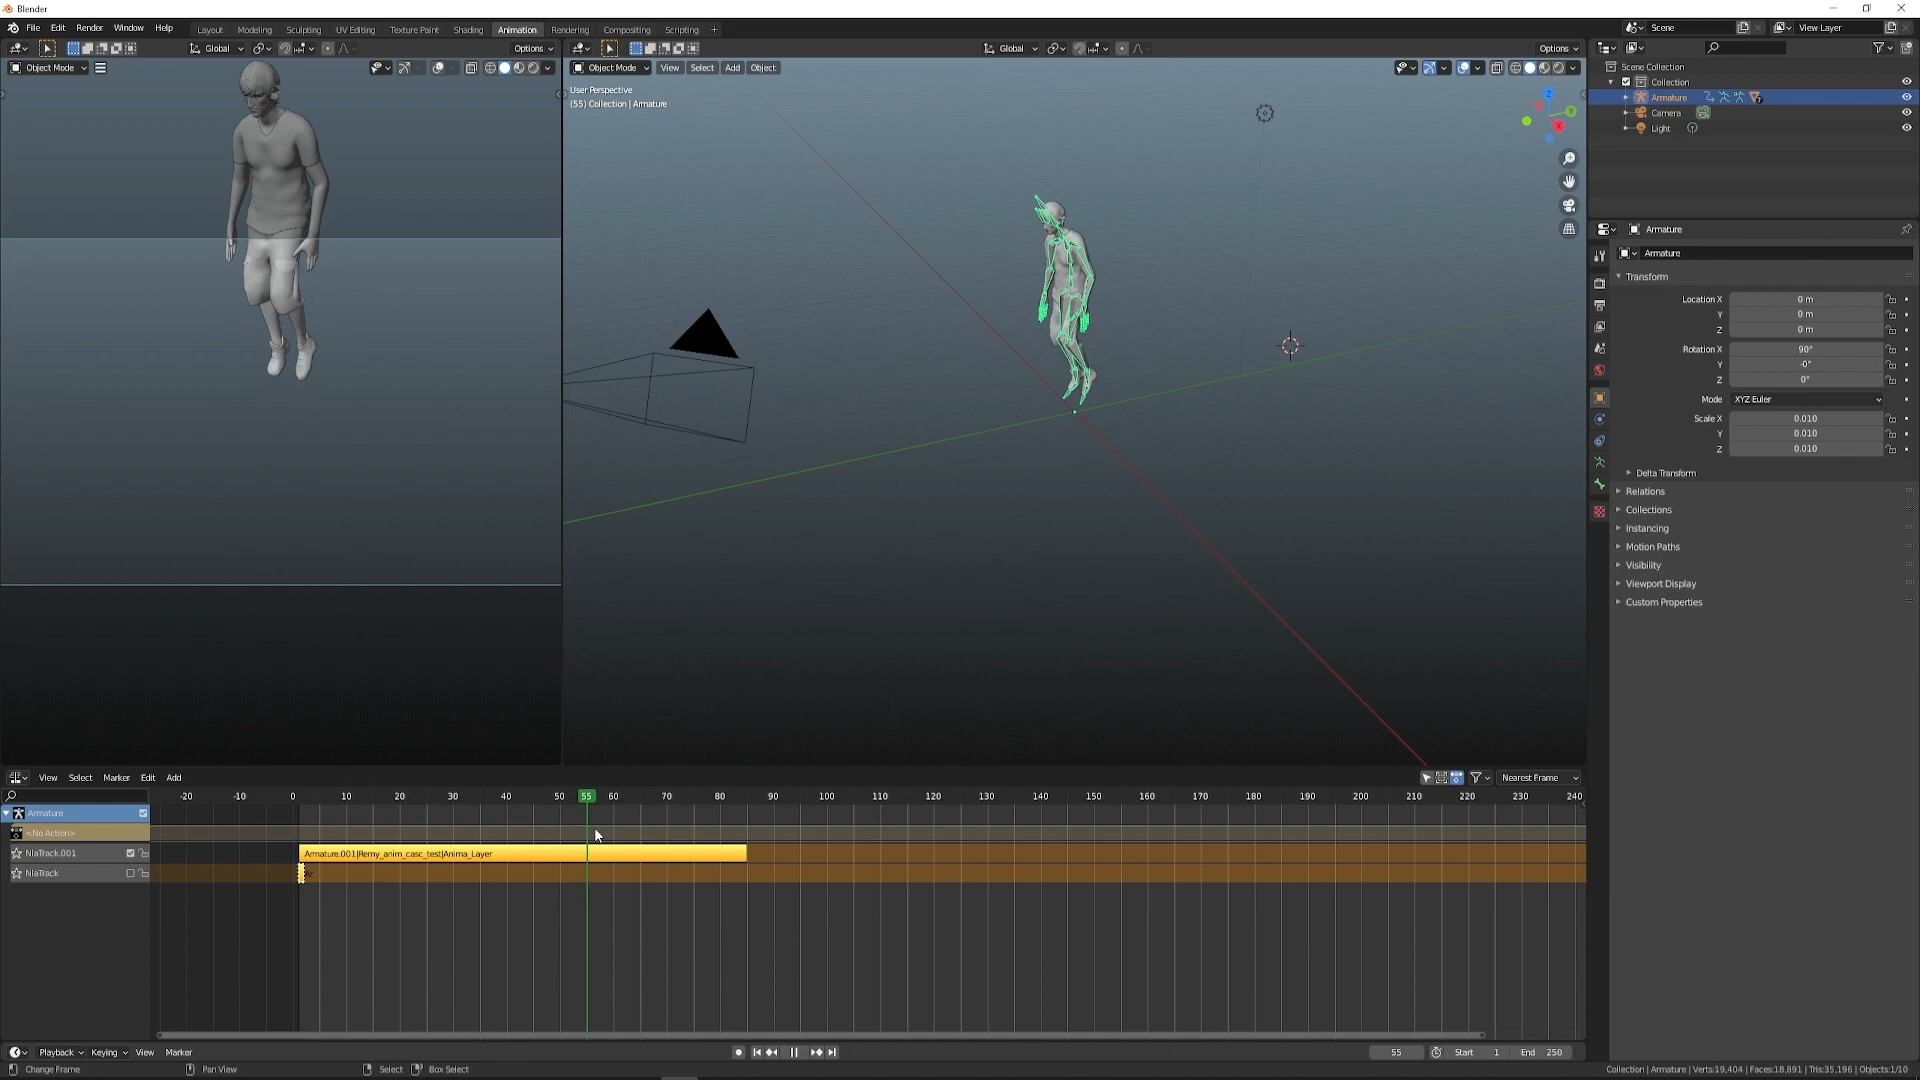 Blender
File Edit Render Window Help
Layout Modeling Sculpting UV Editing Texture Paint Shading Animation Rendering Compositing Scripting +
Scene
View Layer
Global
Options
Global
Options
Object Mode
Object Mode View Select Add Object
User Perspective
(55) Collection | Armature
Z
Y
X
Scene Collection
Collection
Armature
Camera
Light
Armature
Armature
Transform
Location X 0 m
Y 0 m
Z 0 m
Rotation X 90°
Y -0°
Z 0°
Mode XYZ Euler
Scale X 0.010
Y 0.010
Z 0.010
Delta Transform
Relations
Collections
Instancing
Motion Paths
Visibility
Viewport Display
Custom Properties
View Select Marker Edit Add
Nearest Frame
-20 -10 0 10 20 30 40 50 55 60 70 80 90 100 110 120 130 140 150 160 170 180 190 200 210 220 230 240
Armature
<No Action>
NlaTrack.001
Armature.001|Remy_anim_casc_test|Anima_Layer
NlaTrack
Ar
Playback Keying View Marker
55
Start 1
End 250
Change Frame
Pan View
Select
Box Select
Collection | Armature | Verts:19,404 | Faces:18,891 | Tris:35,196 | Objects:1/10